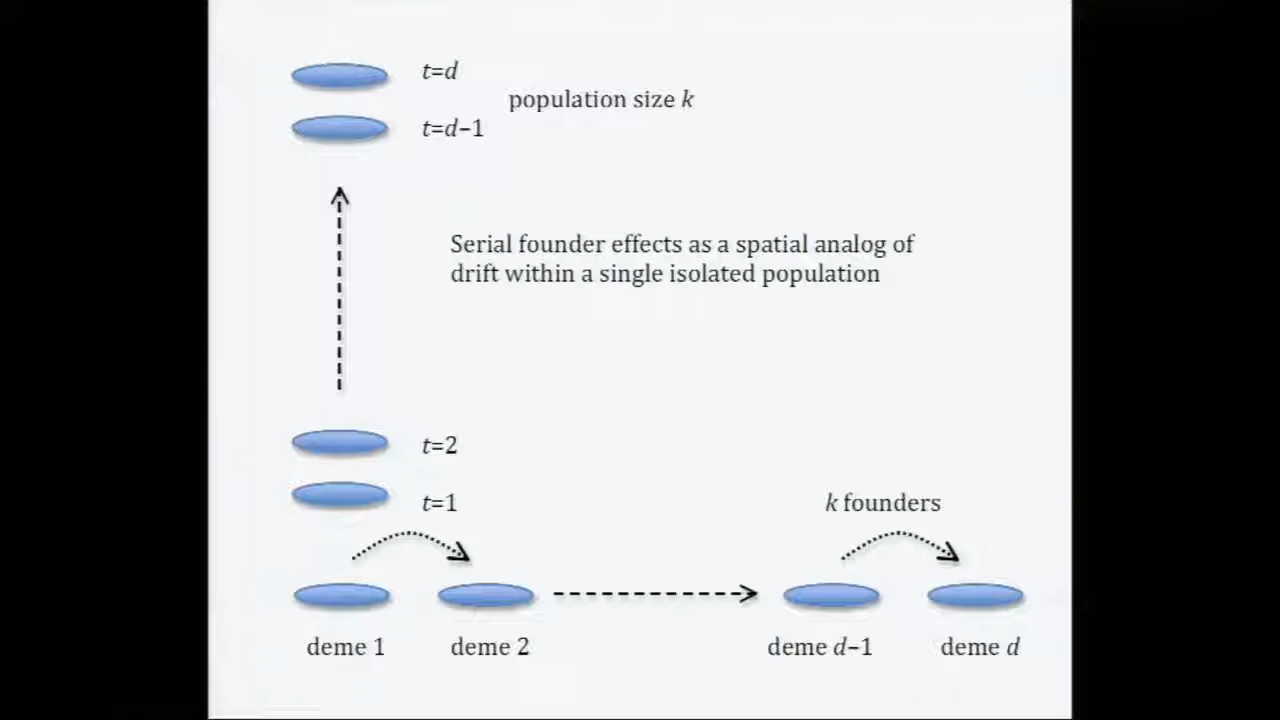 t=d
population size k
t=d–1
Serial founder effects as a spatial analog of
drift within a single isolated population
t=2
t=1
k founders
deme 1
deme 2
deme d–1
deme d